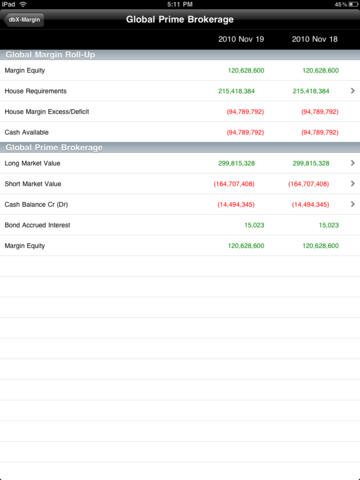 iPad 5:11 PM 45%
dbX-Margin Global Prime Brokerage
2010 Nov 19 2010 Nov 18
Global Margin Roll-Up
Margin Equity 120,628,600 120,628,600
House Requirements 215,418,384 215,418,384
House Margin Excess/Deficit (94,789,792) (94,789,792)
Cash Available (94,789,792) (94,789,792)
Global Prime Brokerage
Long Market Value 299,815,328 299,815,328
Short Market Value (164,707,408) (164,707,408)
Cash Balance Cr (Dr) (14,494,345) (14,494,345)
Bond Accrued Interest 15,023 15,023
Margin Equity 120,628,600 120,628,600